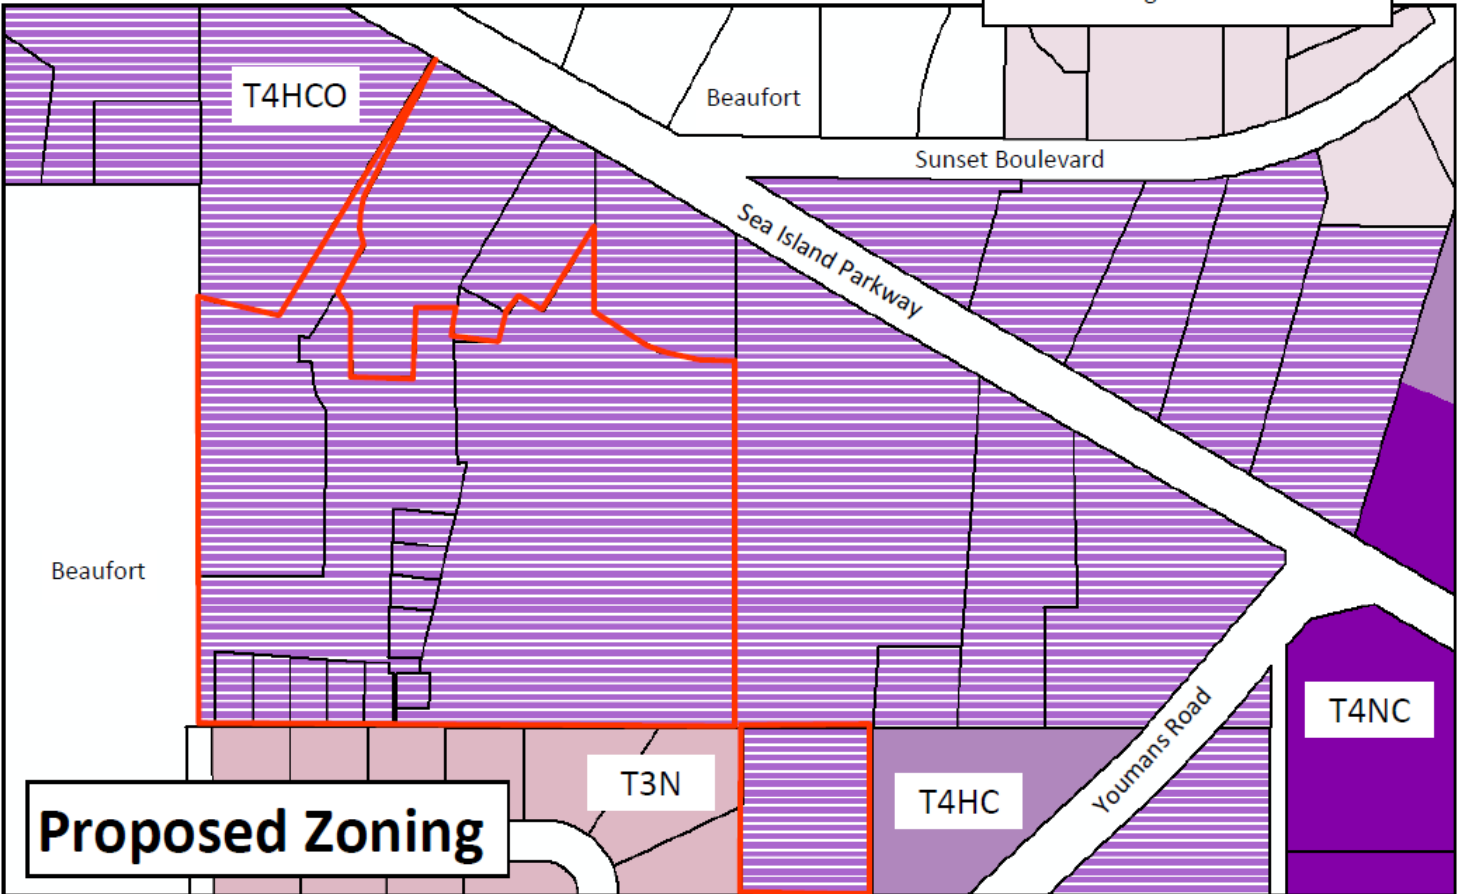 T4HCO
Beaufort
Sunset Boulevard
Sea Island Parkway
Beaufort
T4NC
Youmans Road
T3N
T4HC
Proposed Zoning